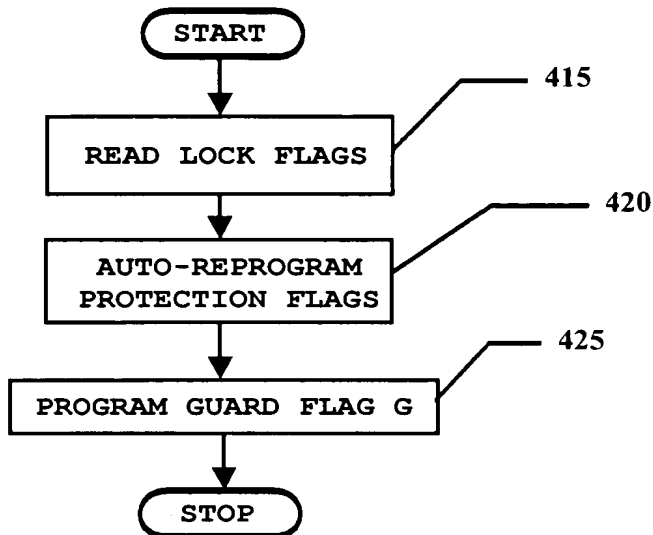 START
415
READ LOCK FLAGS
420
AUTO-REPROGRAM
PROTECTION FLAGS
425
PROGRAM GUARD FLAG G
STOP